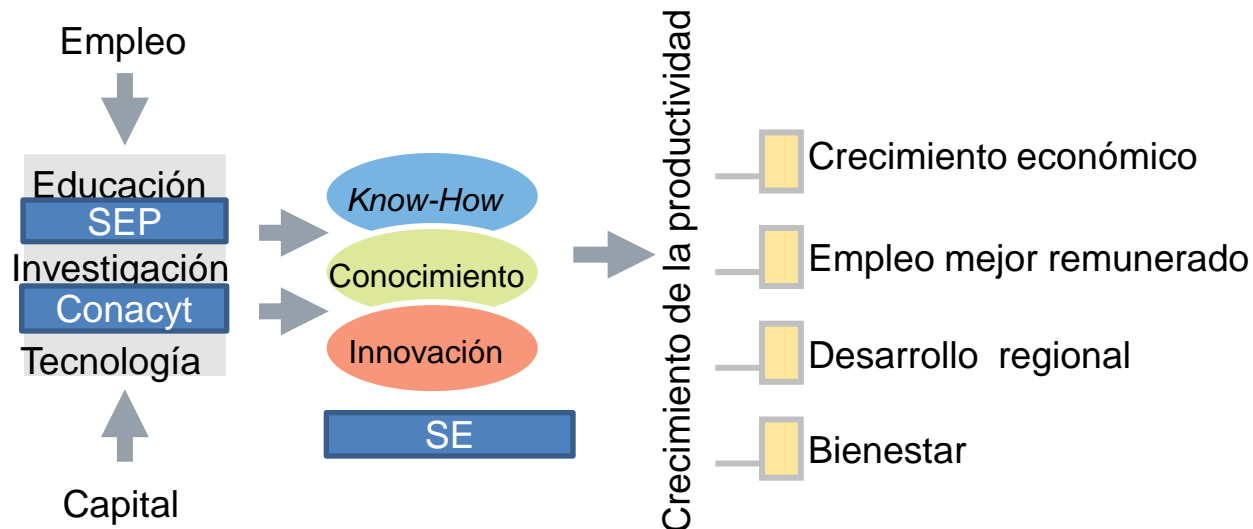 Empleo
Educación
SEP
Investigación
Conacyt
Tecnología
Capital
Know-How
Conocimiento
Innovación
SE
Crecimiento de la productividad
Crecimiento económico
Empleo mejor remunerado
Desarrollo regional
Bienestar